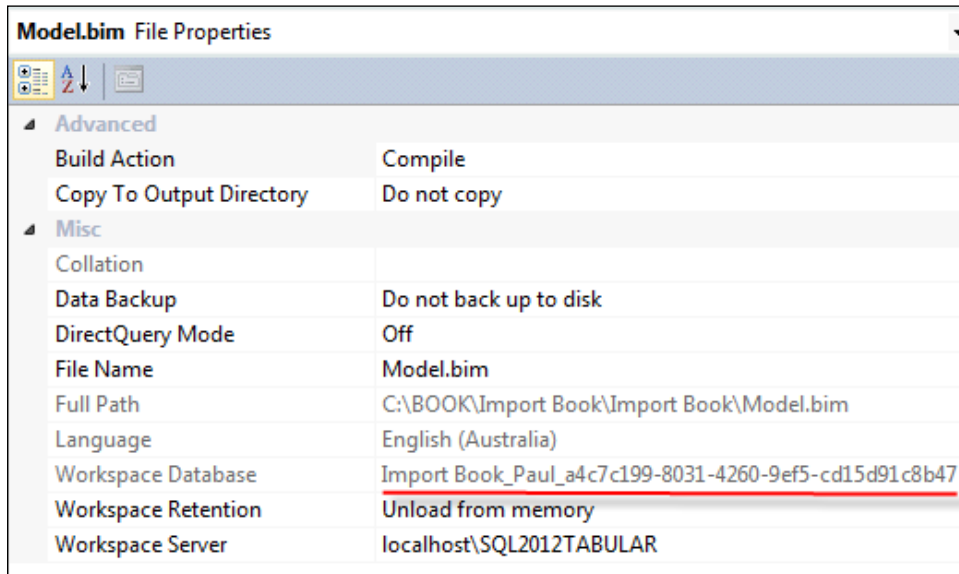 Model.bim File Properties
A
Z
Advanced
Build Action Compile
Copy To Output Directory Do not copy
Misc
Collation
Data Backup Do not back up to disk
DirectQuery Mode Off
File Name Model.bim
Full Path C:\BOOK\Import Book\Import Book\Model.bim
Language English (Australia)
Workspace Database Import Book_Paul_a4c7c199-8031-4260-9ef5-cd15d91c8b47
Workspace Retention Unload from memory
Workspace Server localhost\SQL2012TABULAR